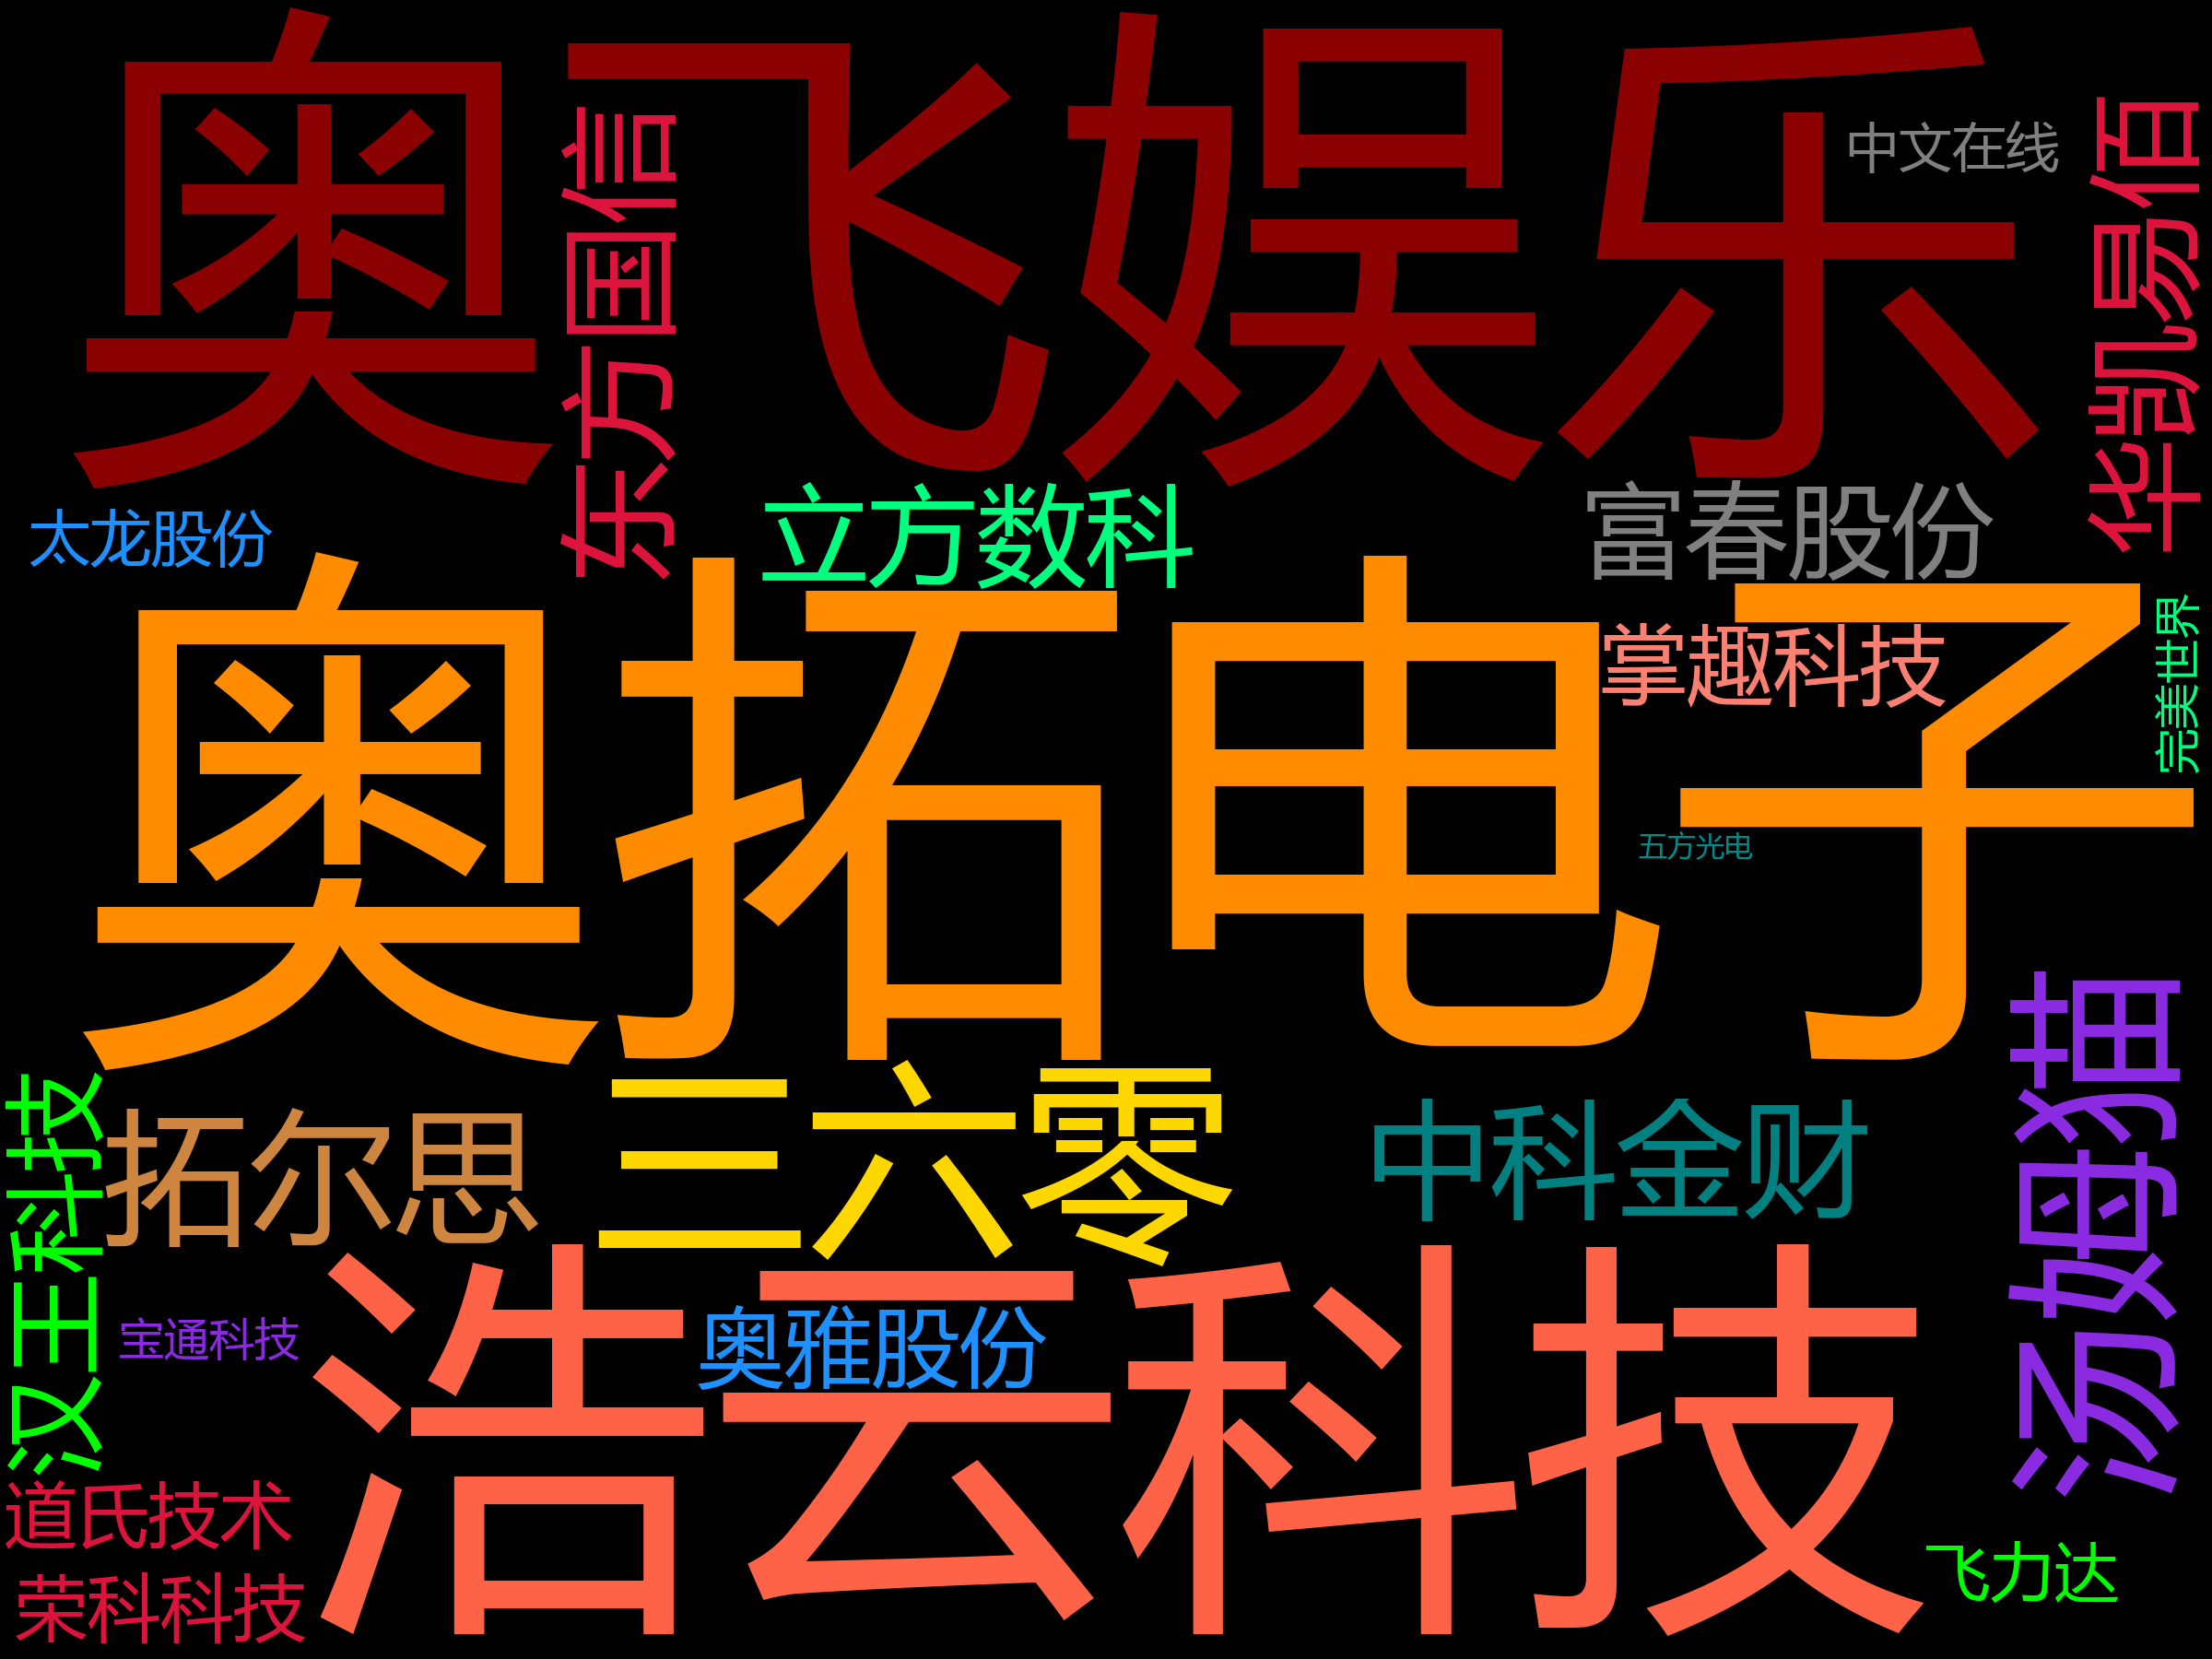 奥飞娱乐
中文在线
东方国信
华凯易佰
太龙股份
立方数科
富春股份
奥拓电子
掌趣科技
完美世界
五方光电
汤姆猫
汉王科技
拓尔思
三六零
中科金财
浩云科技
奥雅股份
宝通科技
道氏技术
荣科科技
飞力达